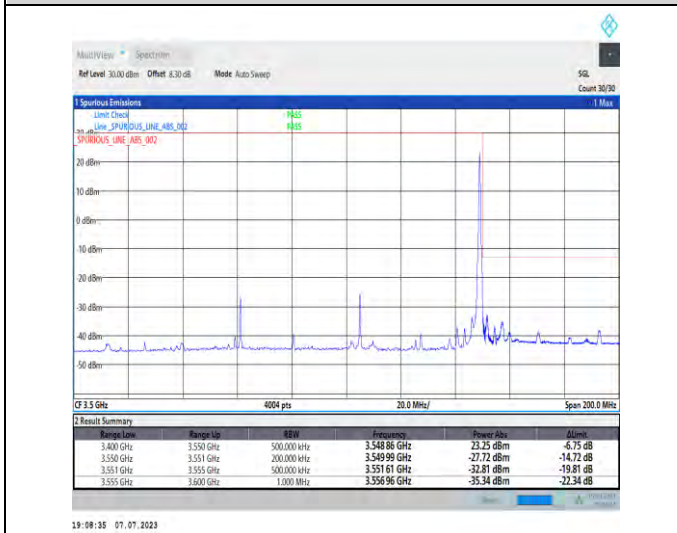 MultiView Spectrum
Ref Level 30.00 dBm Offset 8.30 dB Mode Auto Sweep SGL
Count 30/30
1 Spurious Emissions 1 Max
Limit Check PASS
Line _SPURIOUS_LINE_ABS_002 PASS
_SPURIOUS_LINE_ABS_002
20 dBm
10 dBm
0 dBm
-10 dBm
-20 dBm
-30 dBm
-40 dBm
-50 dBm
CF 3.5 GHz 4004 pts 20.0 MHz/ Span 200.0 MHz
2 Result Summary
Range Low Range Up RBW Frequency Power Abs ΔLimit
3.400 GHz 3.550 GHz 500.000 kHz 3.548 86 GHz 23.25 dBm -6.75 dB
3.550 GHz 3.551 GHz 200.000 kHz 3.549 99 GHz -27.72 dBm -14.72 dB
3.551 GHz 3.555 GHz 500.000 kHz 3.551 61 GHz -32.81 dBm -19.81 dB
3.555 GHz 3.600 GHz 1.000 MHz 3.556 96 GHz -35.34 dBm -22.34 dB
19:08:35 07.07.2023